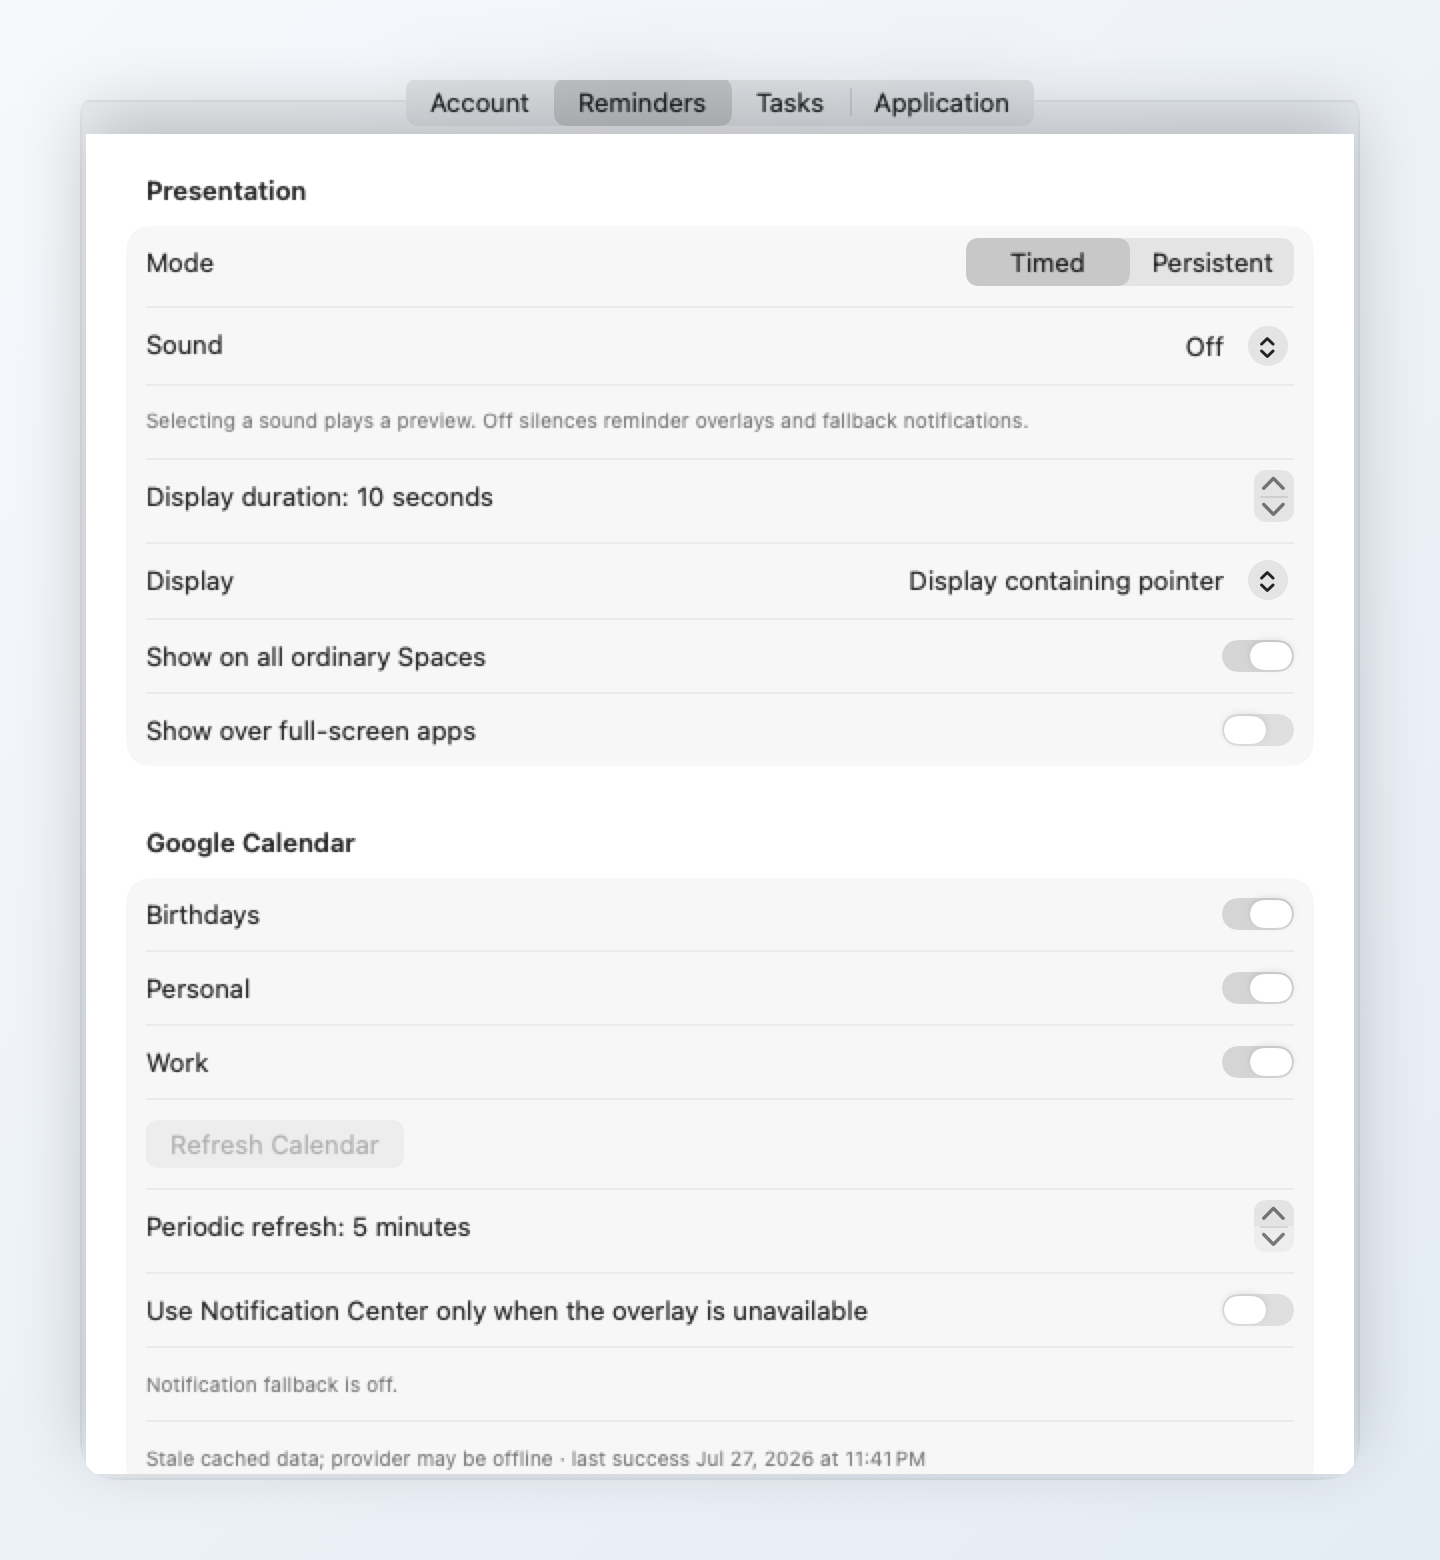 Account Reminders Tasks Application
Presentation
Mode Timed Persistent
Sound Off
Selecting a sound plays a preview. Off silences reminder overlays and fallback notifications.
Display duration: 10 seconds
Display Display containing pointer
Show on all ordinary Spaces
Show over full-screen apps
Google Calendar
Birthdays
Personal
Work
Refresh Calendar
Periodic refresh: 5 minutes
Use Notification Center only when the overlay is unavailable
Notification fallback is off.
Stale cached data; provider may be offline · last success Jul 27, 2026 at 11:41 PM